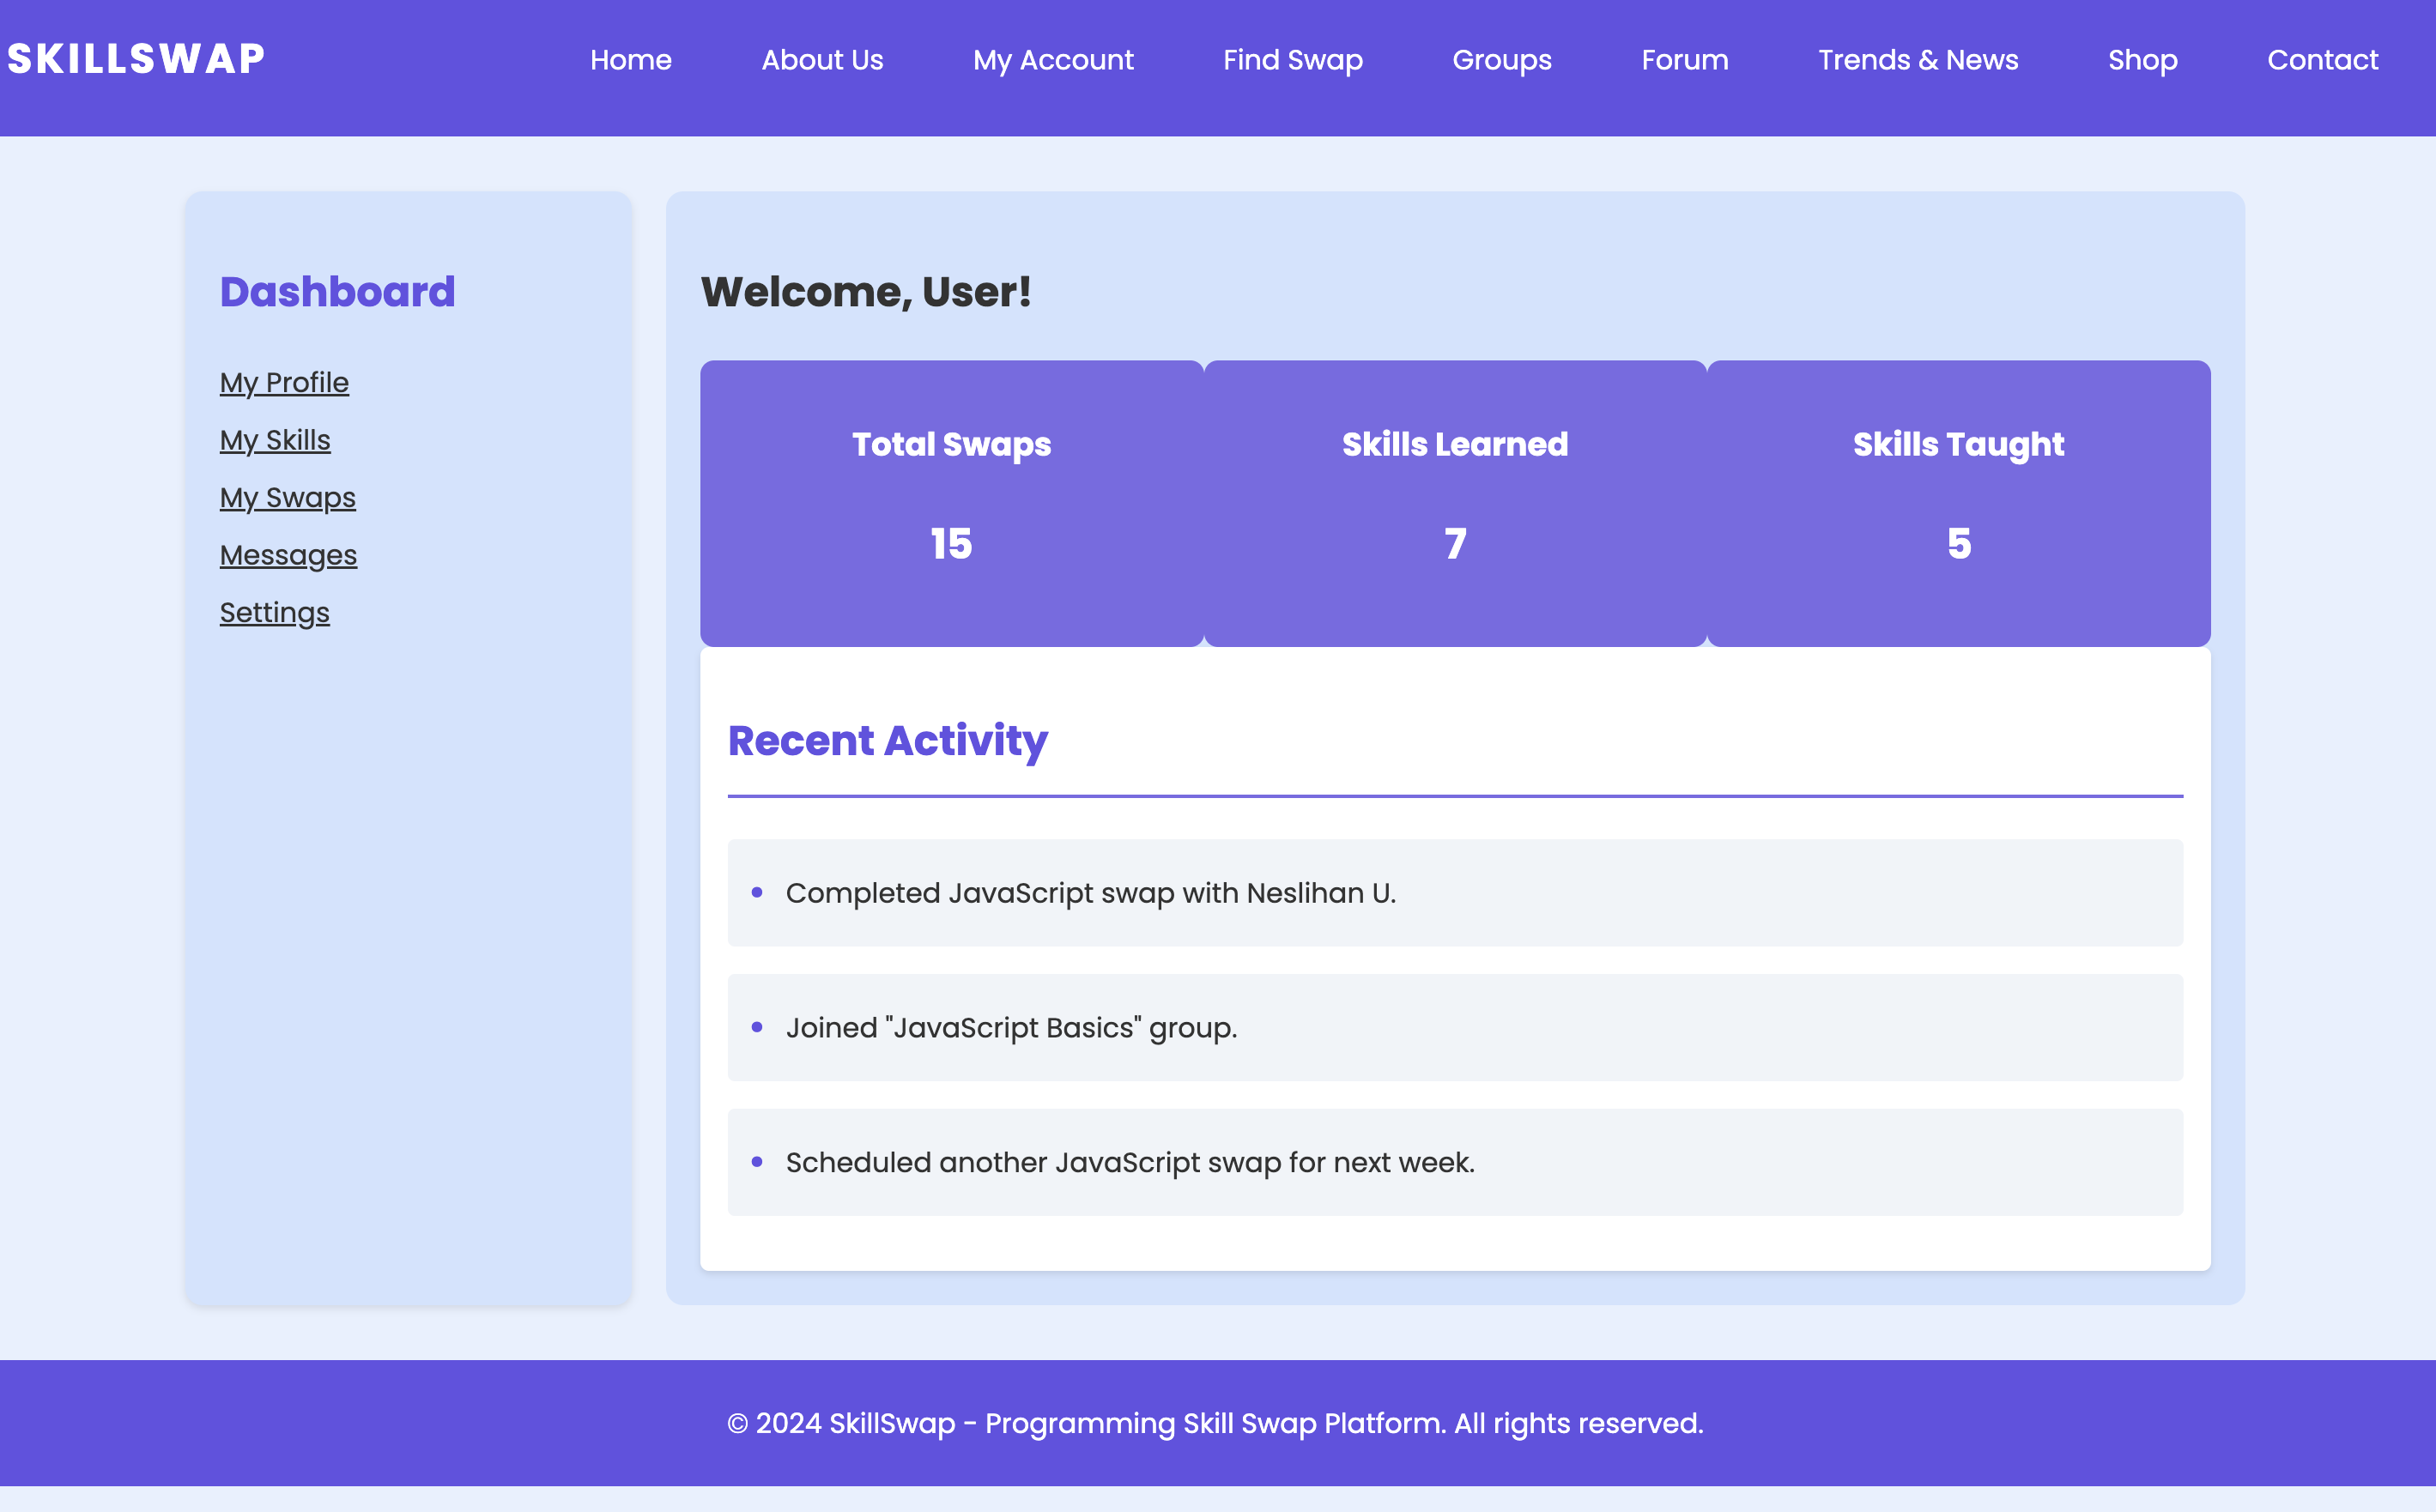 SKILLSWAP
Home About Us My Account Find Swap Groups Forum Trends & News Shop Contact
Dashboard
My Profile
My Skills
My Swaps
Messages
Settings
Welcome, User!
Total Swaps
15
Skills Learned
7
Skills Taught
5
Recent Activity
Completed JavaScript swap with Neslihan U.
Joined "JavaScript Basics" group.
Scheduled another JavaScript swap for next week.
© 2024 SkillSwap - Programming Skill Swap Platform. All rights reserved.